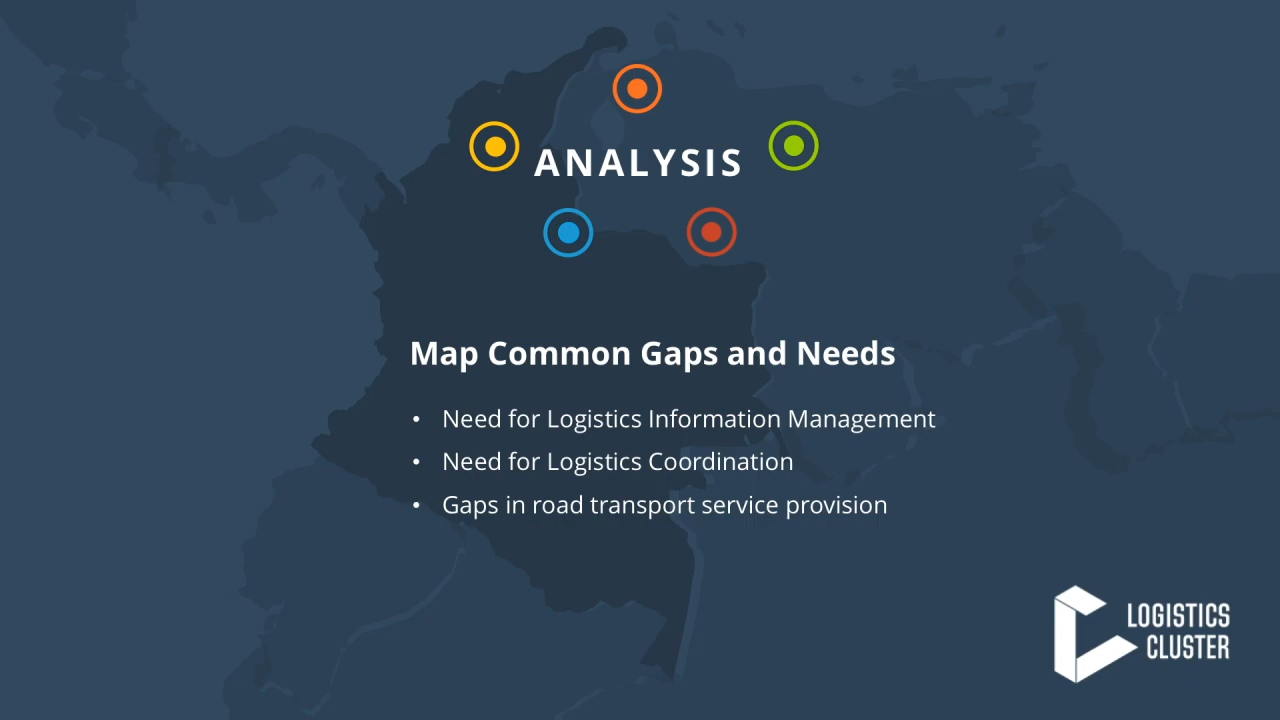 ANALYSIS
Map Common Gaps and Needs
• Need for Logistics Information Management
• Need for Logistics Coordination
• Gaps in road transport service provision
LOGISTICS
CLUSTER